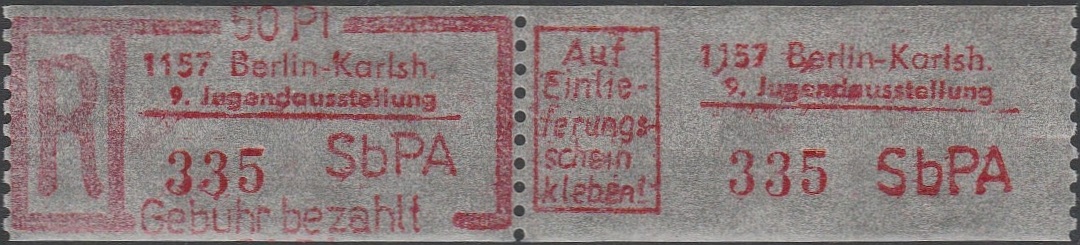 50 Pf
R
1157 Berlin-Karlsh.
9. Jugendausstellung
335 SbPA
Gebühr bezahlt
Auf
Einlie-
ferungs-
schein
kleben!
1157 Berlin-Karlsh.
9. Jugendausstellung
335 SbPA